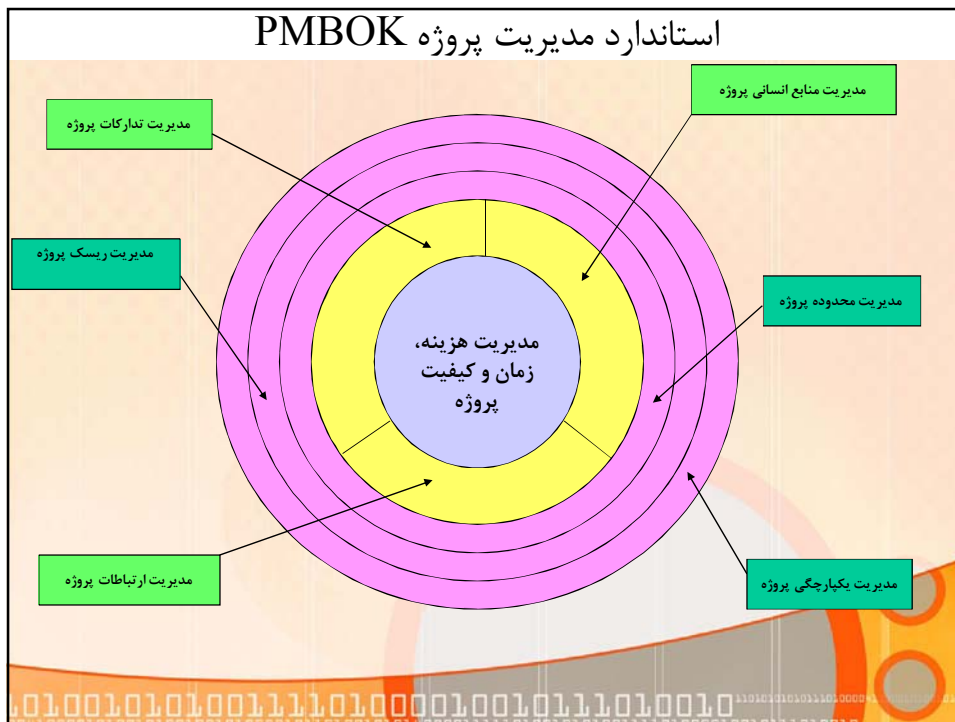 استاندارد مدیریت پروژه PMBOK
مدیریت منابع انسانی پروژه
مدیریت تدارکات پروژه
مدیریت ریسک پروژه
مدیریت محدوده پروژه
مدیریت هزینه،
زمان و کیفیت
پروژه
مدیریت ارتباطات پروژه
مدیریت یکپارچگی پروژه
010010100111101000010100101001110100010